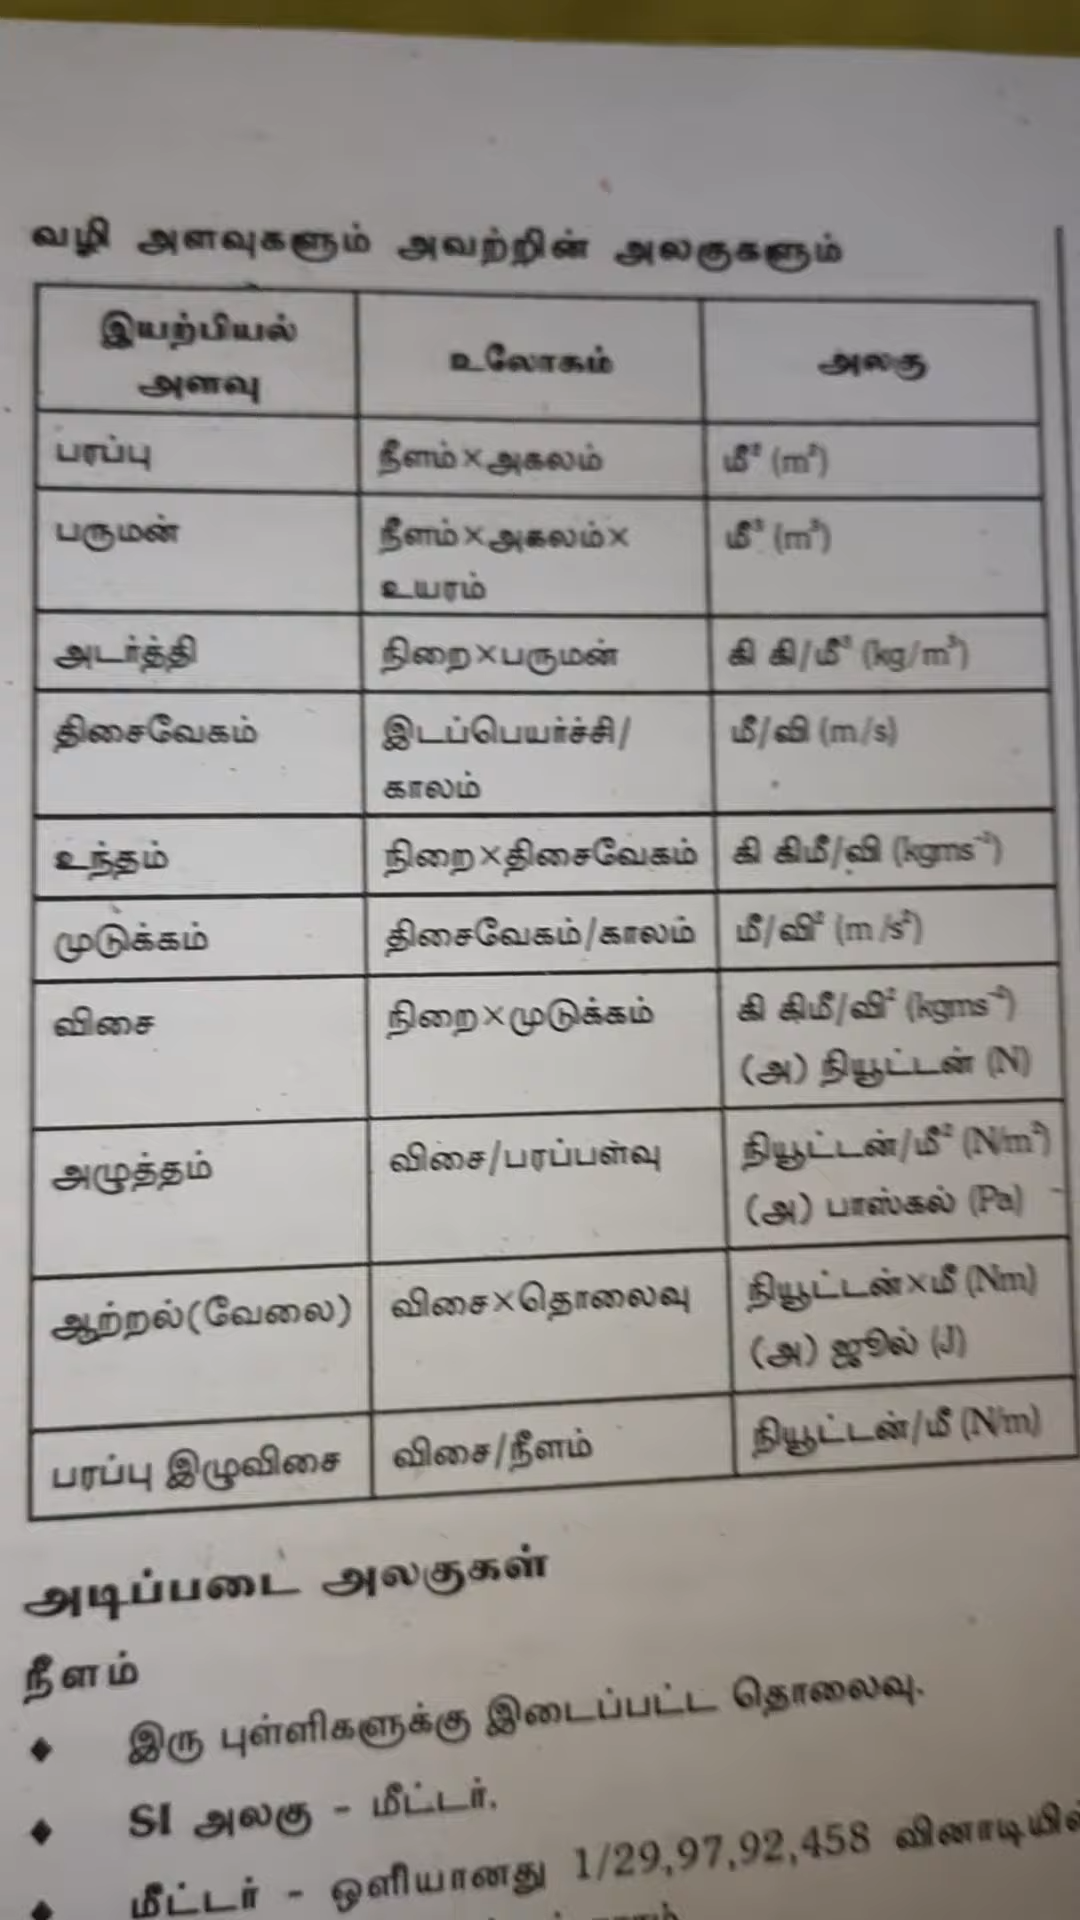 வழி அளவுகளும் அவற்றின் அலகுகளும்
இயற்பியல் அளவு உலோகம் அலகு
பரப்பு நீளம்×அகலம் மீ² (m²)
பருமன் நீளம்×அகலம்× மீ³ (m³)
உயரம்
அடர்த்தி நிறை×பருமன் கி கி/மீ³ (kg/m³)
திசைவேகம் இடப்பெயர்ச்சி/ மீ/வி (m/s)
காலம்
உந்தம் நிறை×திசைவேகம் கி கிமீ/வி (kgms⁻¹)
முடுக்கம் திசைவேகம்/காலம் மீ/வி² (m/s²)
விசை நிறை×முடுக்கம் கி கிமீ/வி² (kgms⁻²)
(அ) நியூட்டன் (N)
அழுத்தம் விசை/பரப்பள்வு நியூட்டன்/மீ² (N/m²)
(அ) பாஸ்கல் (Pa)
ஆற்றல்(வேலை) விசை×தொலைவு நியூட்டன்×மீ (Nm)
(அ) ஜூல் (J)
பரப்பு இழுவிசை விசை/நீளம் நியூட்டன்/மீ (N/m)
அடிப்படை அலகுகள்
நீளம்
♦ இரு புள்ளிகளுக்கு இடைப்பட்ட தொலைவு.
♦ SI அலகு - மீட்டர்.
♦ மீட்டர் - ஒளியானது 1/29,97,92,458 வினாடியில்